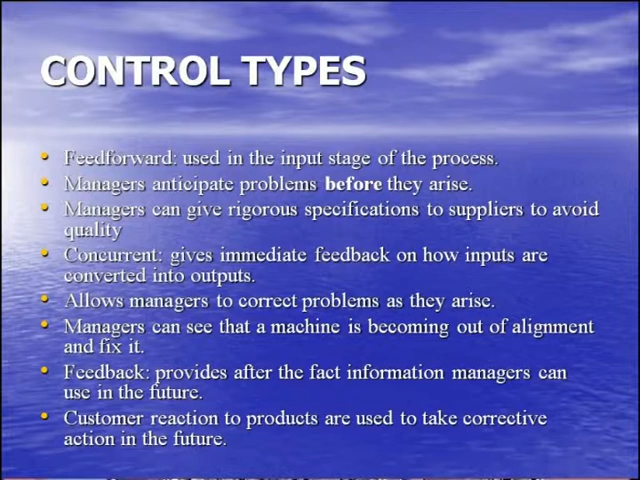 CONTROL TYPES
• Feedforward: used in the input stage of the process.
• Managers anticipate problems before they arise.
• Managers can give rigorous specifications to suppliers to avoid
quality
• Concurrent: gives immediate feedback on how inputs are
converted into outputs.
• Allows managers to correct problems as they arise.
• Managers can see that a machine is becoming out of alignment
and fix it.
• Feedback: provides after the fact information managers can
use in the future.
• Customer reaction to products are used to take corrective
action in the future.